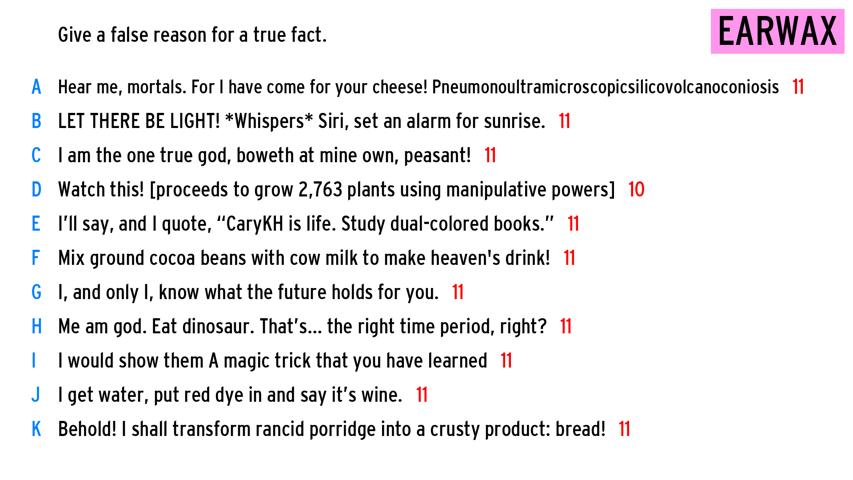 Give a false reason for a true fact.
EARWAX
A Hear me, mortals. For I have come for your cheese! Pneumonoultramicroscopicsilicovolcanoconiosis 11
B LET THERE BE LIGHT! *Whispers* Siri, set an alarm for sunrise. 11
C I am the one true god, boweth at mine own, peasant! 11
D Watch this! [proceeds to grow 2,763 plants using manipulative powers] 10
E I’ll say, and I quote, “CaryKH is life. Study dual-colored books.” 11
F Mix ground cocoa beans with cow milk to make heaven's drink! 11
G I, and only I, know what the future holds for you. 11
H Me am god. Eat dinosaur. That’s... the right time period, right? 11
I I would show them A magic trick that you have learned 11
J I get water, put red dye in and say it’s wine. 11
K Behold! I shall transform rancid porridge into a crusty product: bread! 11